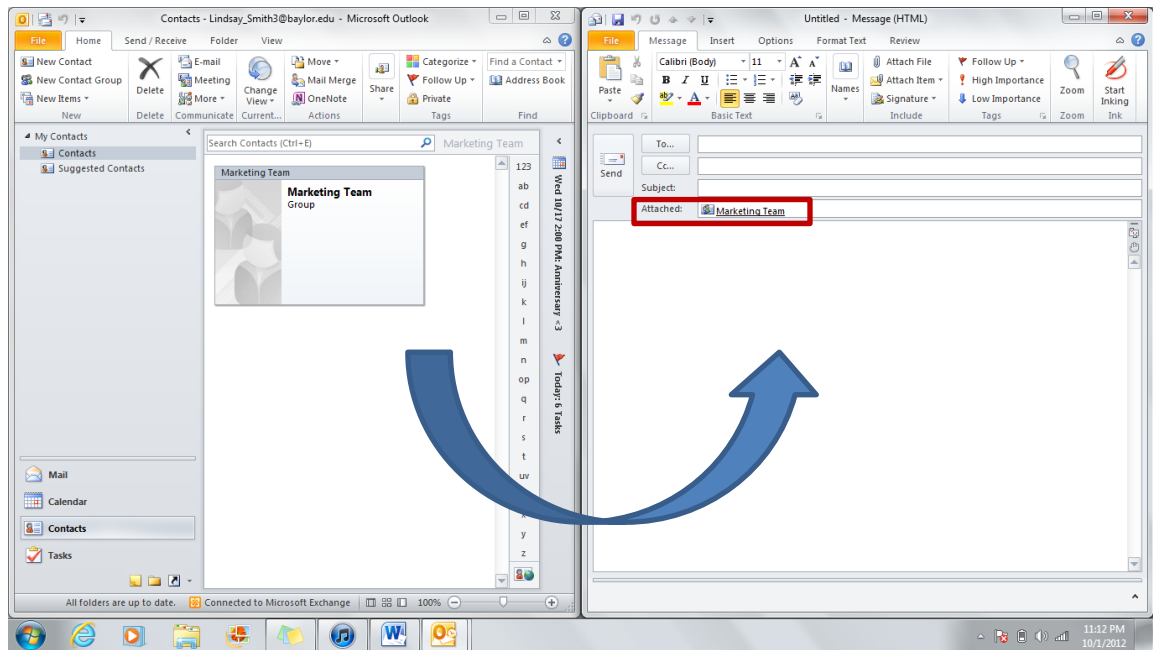 Contacts - Lindsay_Smith3@baylor.edu - Microsoft Outlook
File Home Send / Receive Folder View
New Contact
New Contact Group
New Items
New
Delete
Delete
E-mail
Meeting
More
Communicate
Change
View
Current...
Move
Mail Merge
OneNote
Actions
Share
Categorize
Follow Up
Private
Tags
Find a Contact
Address Book
Find
My Contacts
Contacts
Suggested Contacts
Search Contacts (Ctrl+E)
Marketing Team
Marketing Team
Marketing Team
Group
123
ab
cd
ef
g
h
ij
k
l
m
n
op
q
r
s
t
uv
x
y
z
Wed 10/17 2:00 PM: Anniversary <3
Today: 6 Tasks
Mail
Calendar
Contacts
Tasks
All folders are up to date. Connected to Microsoft Exchange 100%
Untitled - Message (HTML)
File Message Insert Options Format Text Review
Paste
Clipboard
Calibri (Body) 11 A A
B I U
ab A
Basic Text
Names
Attach File
Attach Item
Signature
Include
Follow Up
High Importance
Low Importance
Tags
Zoom
Zoom
Start
Inking
Ink
Send
To...
Cc...
Subject:
Attached: Marketing Team
11:12 PM
10/1/2012